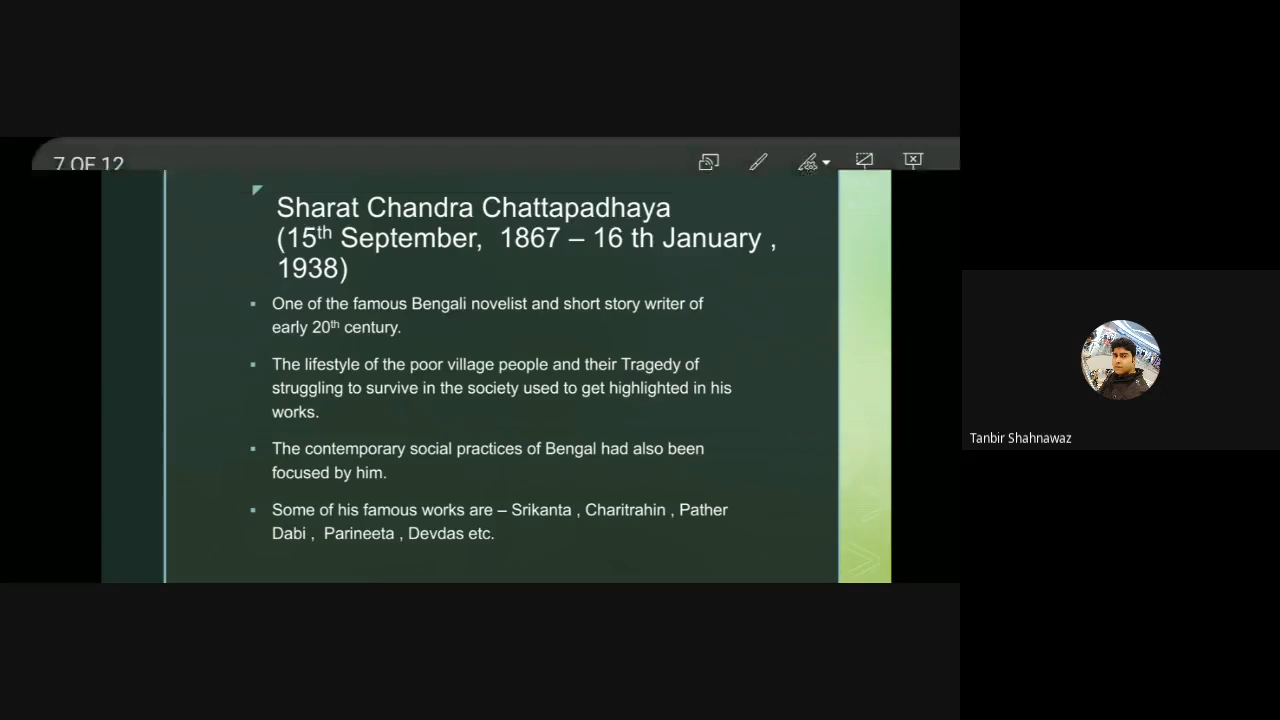 7 OF 12
Sharat Chandra Chattapadhaya
(15th September, 1867 – 16 th January ,
1938)
▪ One of the famous Bengali novelist and short story writer of
early 20th century.
▪ The lifestyle of the poor village people and their Tragedy of
struggling to survive in the society used to get highlighted in his
works.
▪ The contemporary social practices of Bengal had also been
focused by him.
▪ Some of his famous works are – Srikanta , Charitrahin , Pather
Dabi , Parineeta , Devdas etc.
Tanbir Shahnawaz